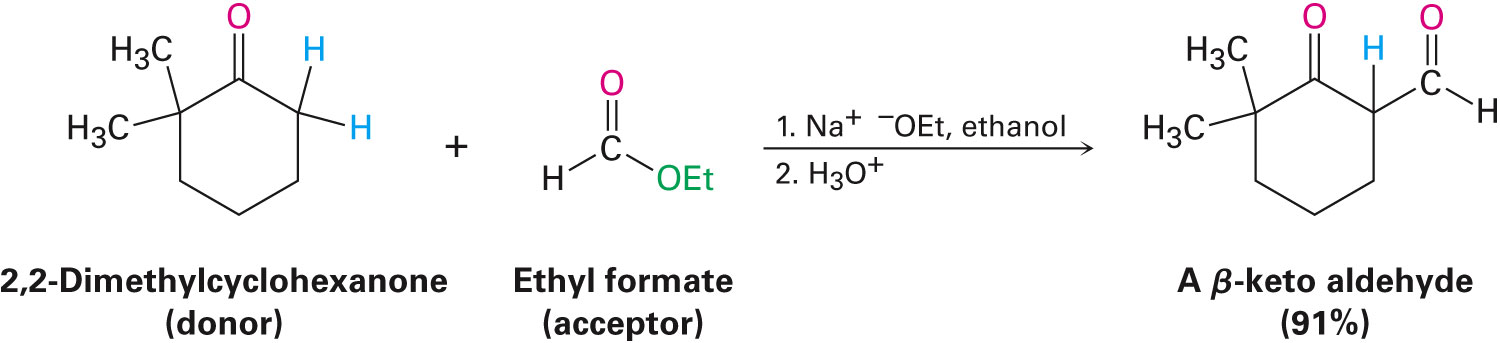 O
H
H₃C
H₃C
H
+
O
C
H
OEt
1. Na⁺ ⁻OEt, ethanol
2. H₃O⁺
O
H
O
H₃C
C
H
H₃C
2,2-Dimethylcyclohexanone
(donor)
Ethyl formate
(acceptor)
A β-keto aldehyde
(91%)